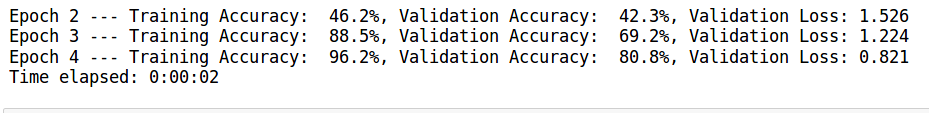 Epoch 2 --- Training Accuracy:  46.2%, Validation Accuracy:  42.3%, Validation Loss: 1.526
Epoch 3 --- Training Accuracy:  88.5%, Validation Accuracy:  69.2%, Validation Loss: 1.224
Epoch 4 --- Training Accuracy:  96.2%, Validation Accuracy:  80.8%, Validation Loss: 0.821
Time elapsed: 0:00:02